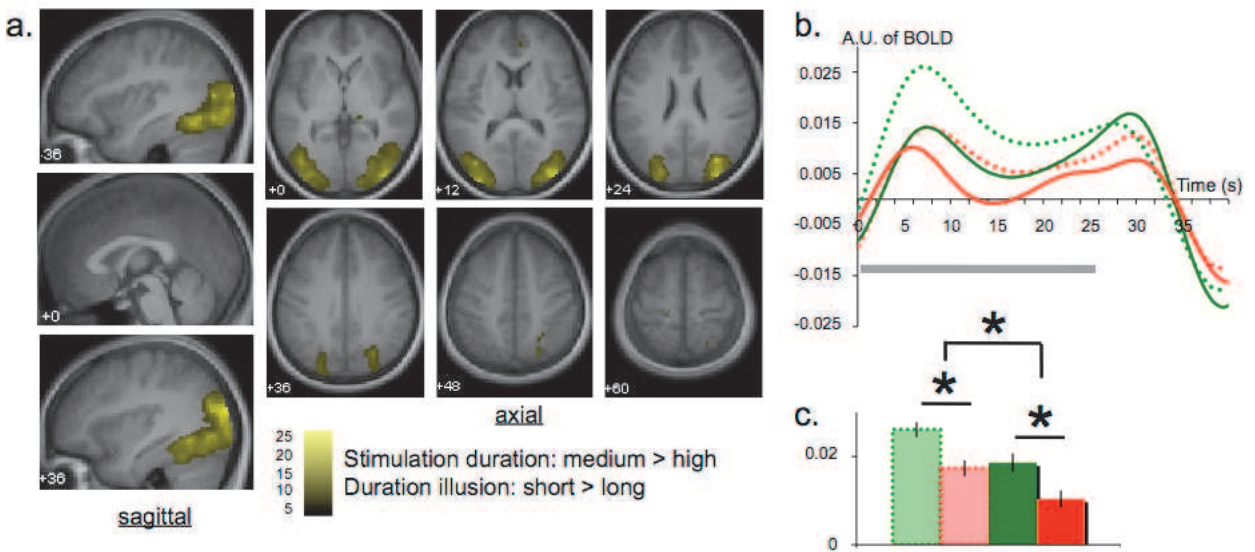 a.
-36
+0
+36
sagittal
+0
+12
+24
+36
+48
+60
axial
25
20
15
10
5
Stimulation duration: medium > high
Duration illusion: short > long
b.
A.U. of BOLD
0.025
0.015
0.005
-0.005
-0.015
-0.025
Time (s)
0 5 10 15 20 25 30 35
*
*
*
c.
0.02
0